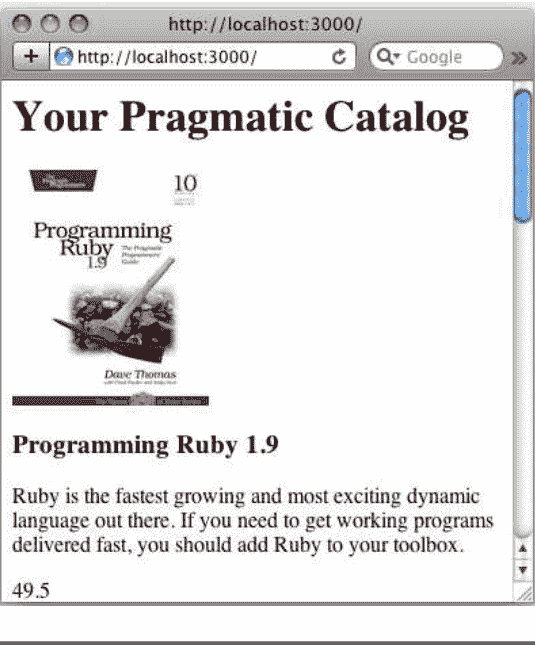 http://localhost:3000/
http://localhost:3000/
Google
Your Pragmatic Catalog
10
Programming
Ruby
1.9
The Pragmatic
Programmers'
Guide
Dave Thomas
Programming Ruby 1.9
Ruby is the fastest growing and most exciting dynamic
language out there. If you need to get working programs
delivered fast, you should add Ruby to your toolbox.
49.5